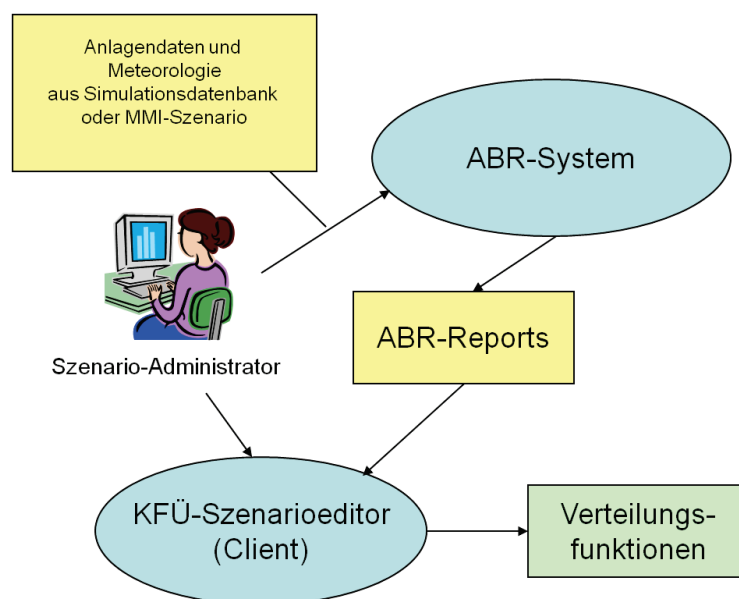 Anlagendaten und
Meteorologie
aus Simulationsdatenbank
oder MMI-Szenario
ABR-System
ABR-Reports
Szenario-Administrator
KFÜ-Szenarioeditor
(Client)
Verteilungs-
funktionen